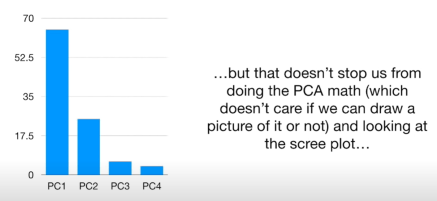 70
52.5
35
17.5
0
PC1 PC2 PC3 PC4
…but that doesn’t stop us from
doing the PCA math (which
doesn’t care if we can draw a
picture of it or not) and looking at
the scree plot…